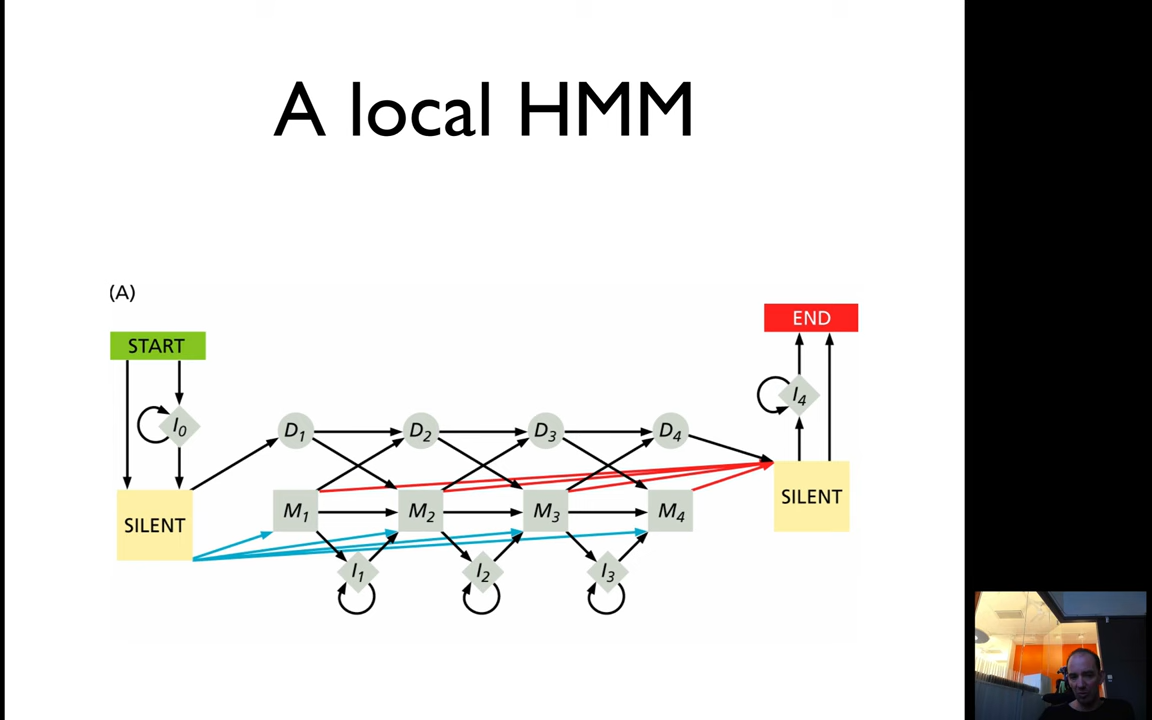 A local HMM
(A)
START
END
I0
I4
D1
D2
D3
D4
SILENT
M1
M2
M3
M4
SILENT
I1
I2
I3